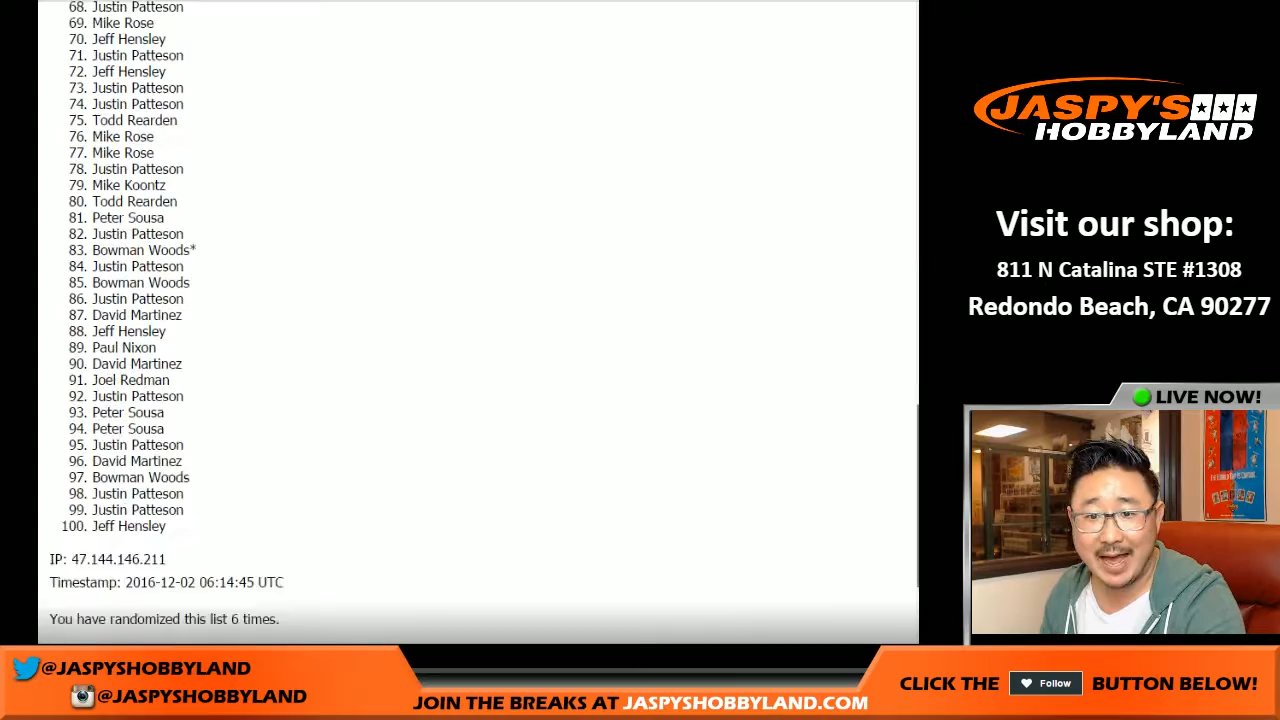 68. Justin Patteson
69. Mike Rose
70. Jeff Hensley
71. Justin Patteson
72. Jeff Hensley
73. Justin Patteson
74. Justin Patteson
75. Todd Rearden
76. Mike Rose
77. Mike Rose
78. Justin Patteson
79. Mike Koontz
80. Todd Rearden
81. Peter Sousa
82. Justin Patteson
83. Bowman Woods*
84. Justin Patteson
85. Bowman Woods
86. Justin Patteson
87. David Martinez
88. Jeff Hensley
89. Paul Nixon
90. David Martinez
91. Joel Redman
92. Justin Patteson
93. Peter Sousa
94. Peter Sousa
95. Justin Patteson
96. David Martinez
97. Bowman Woods
98. Justin Patteson
99. Justin Patteson
100. Jeff Hensley
IP: 47.144.146.211
Timestamp: 2016-12-02 06:14:45 UTC
You have randomized this list 6 times.
JASPY'S
HOBBYLAND
Visit our shop:
811 N Catalina STE #1308
Redondo Beach, CA 90277
LIVE NOW!
@JASPYSHOBBYLAND
@JASPYSHOBBYLAND
JOIN THE BREAKS AT JASPYSHOBBYLAND.COM
CLICK THE Follow BUTTON BELOW!